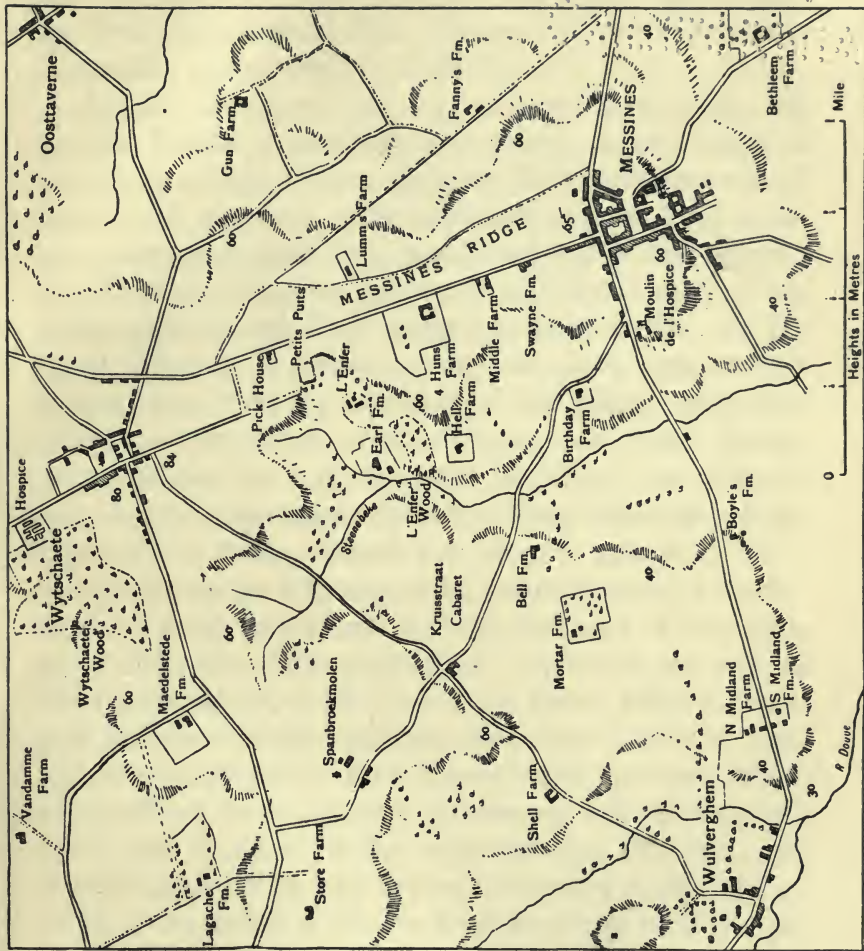 Oosttaverne
Gun Farm
Fanny's Fm.
60
60
40
40
Bethleem
Farm
Hospice
Wytschaete
80
84
Lumm's Farm
MESSINES RIDGE
65
MESSINES
60
Pick House
Petits Puits
L'Enfer
Huns'
Farm
Middle Farm
Swayne Fm.
Moulin
de l'Hospice
40
Earl Fm.
60
Hell
Farm
L'Enfer
Wood
Steenebeke
Birthday
Farm
Wytschaete
Wood
60
Maedelstede
Fm.
60
Kruisstraat
Cabaret
Bell Fm.
40
Boyle's
Fm.
Vandamme
Farm
Spanbroekmolen
Mortar Fm.
60
N Midland
Farm
S Midland
Fm.
Lagache
Fm.
Store Farm
Shell Farm
Wulverghem
40
30
R Douve
0
1 Mile
Heights in Metres